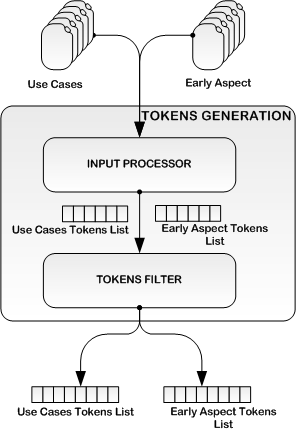 Use Cases
Early Aspect
TOKENS GENERATION
INPUT PROCESSOR
Use Cases Tokens List
Early Aspect Tokens
List
TOKENS FILTER
Use Cases Tokens List
Early Aspect Tokens
List